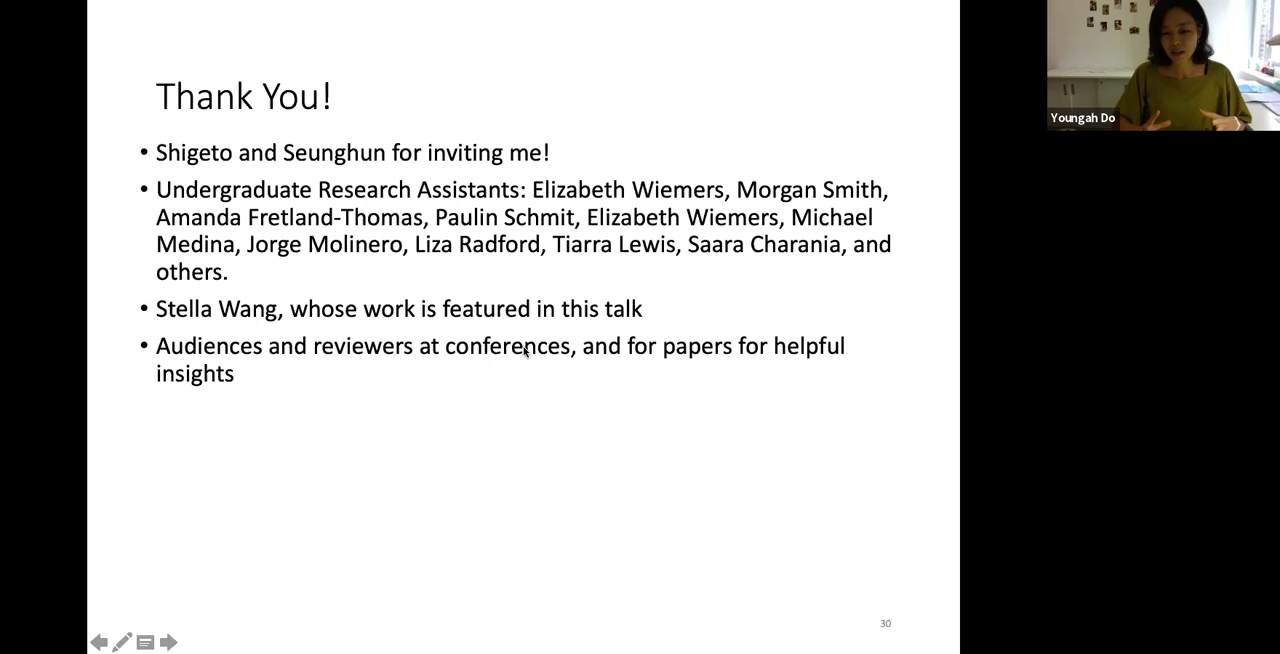 Thank You!
• Shigeto and Seunghun for inviting me!
• Undergraduate Research Assistants: Elizabeth Wiemers, Morgan Smith,
Amanda Fretland-Thomas, Paulin Schmit, Elizabeth Wiemers, Michael
Medina, Jorge Molinero, Liza Radford, Tiarra Lewis, Saara Charania, and
others.
• Stella Wang, whose work is featured in this talk
• Audiences and reviewers at conferences, and for papers for helpful
insights
30
Youngah Do